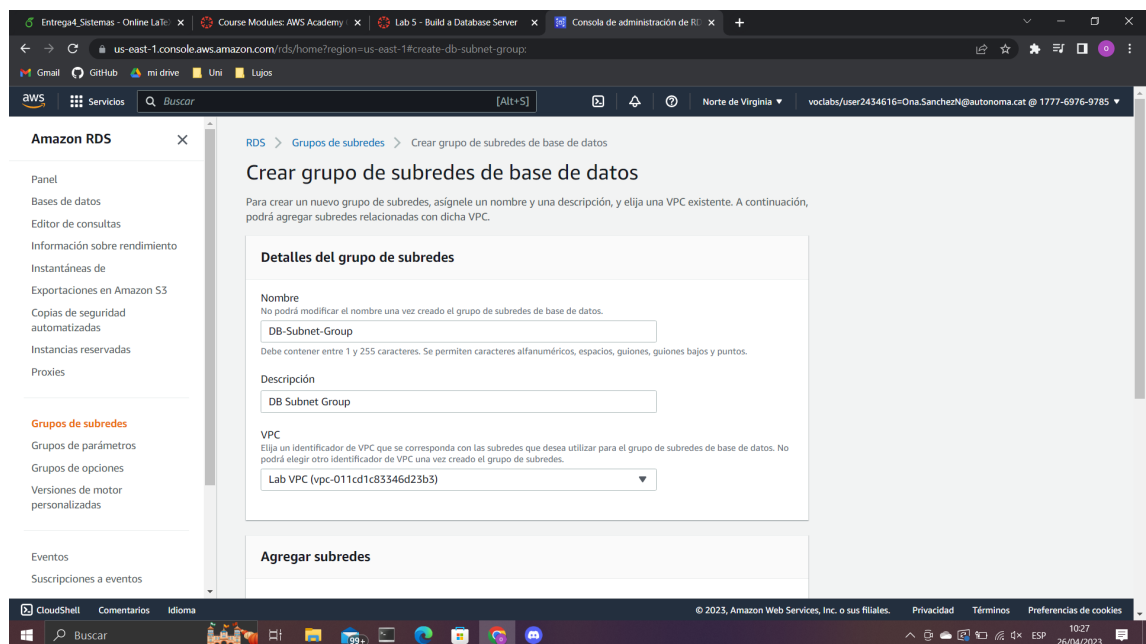 Entrega4_Sistemas - Online LaTe
Course Modules: AWS Academy
Lab 5 - Build a Database Server
Consola de administración de RD
us-east-1.console.aws.amazon.com/rds/home?region=us-east-1#create-db-subnet-group:
Gmail GitHub mi drive Uni Lujos
aws Servicios Buscar [Alt+S] Norte de Virginia voclabs/user2434616=Ona.SanchezN@autonoma.cat @ 1777-6976-9785
Amazon RDS
Panel
Bases de datos
Editor de consultas
Información sobre rendimiento
Instantáneas de
Exportaciones en Amazon S3
Copias de seguridad
automatizadas
Instancias reservadas
Proxies
Grupos de subredes
Grupos de parámetros
Grupos de opciones
Versiones de motor
personalizadas
Eventos
Suscripciones a eventos
RDS > Grupos de subredes > Crear grupo de subredes de base de datos
Crear grupo de subredes de base de datos
Para crear un nuevo grupo de subredes, asígnele un nombre y una descripción, y elija una VPC existente. A continuación,
podrá agregar subredes relacionadas con dicha VPC.
Detalles del grupo de subredes
Nombre
No podrá modificar el nombre una vez creado el grupo de subredes de base de datos.
DB-Subnet-Group
Debe contener entre 1 y 255 caracteres. Se permiten caracteres alfanuméricos, espacios, guiones, guiones bajos y puntos.
Descripción
DB Subnet Group
VPC
Elija un identificador de VPC que se corresponda con las subredes que desea utilizar para el grupo de subredes de base de datos. No
podrá elegir otro identificador de VPC una vez creado el grupo de subredes.
Lab VPC (vpc-011cd1c83346d23b3)
Agregar subredes
CloudShell Comentarios Idioma © 2023, Amazon Web Services, Inc. o sus filiales. Privacidad Términos Preferencias de cookies
Buscar 99+ ESP 10:27
26/04/2023